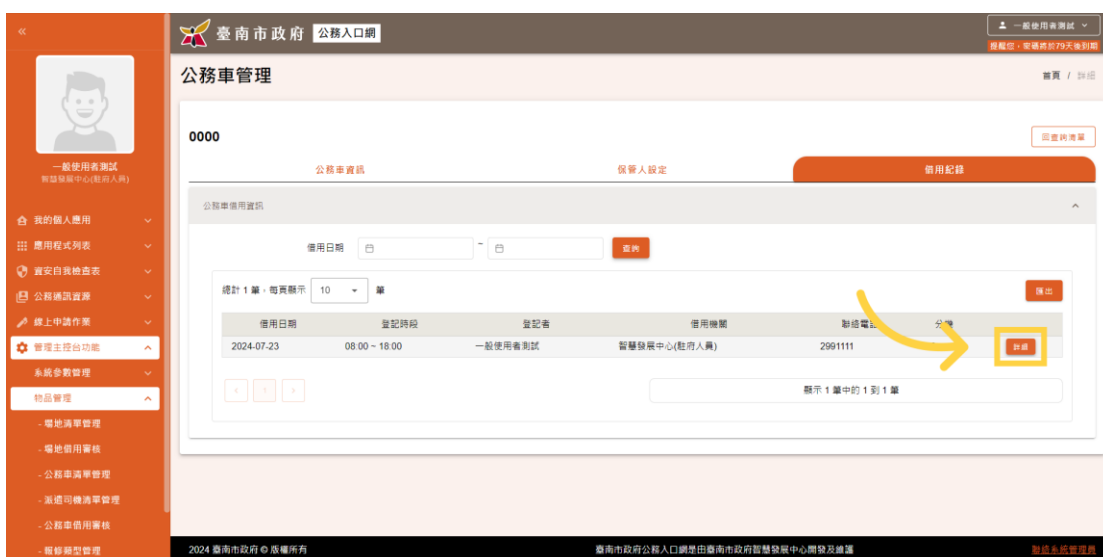 «
臺南市政府 公務入口網
一般使用者測試
提醒您，密碼將於79天後到期
公務車管理
首頁 / 詳細
一般使用者測試
智慧發展中心(駐府人員)
0000
回查詢清單
公務車資訊 保管人設定 借用紀錄
公務車借用資訊
借用日期 ~ 查詢
總計 1 筀，每頁顯示 10 筆
匯出
借用日期 登記時段 登記者 借用機關 聯絡電話 分機
2024-07-23 08:00 ~ 18:00 一般使用者測試 智慧發展中心(駐府人員) 2991111 詳細
顯示 1 筆中的 1 到 1 筆
我的個人應用
應用程式列表
資安自我檢查表
公務通訊資源
線上申請作業
管理主控台功能
系統參數管理
物品管理
- 場地清單管理
- 場地借用審核
- 公務車清單管理
- 派遣司機清單管理
- 公務車借用審核
- 報修類型管理
2024 臺南市政府 © 版權所有
臺南市政府公務入口網是由臺南市政府智慧發展中心開發及維護
聯絡系統管理員